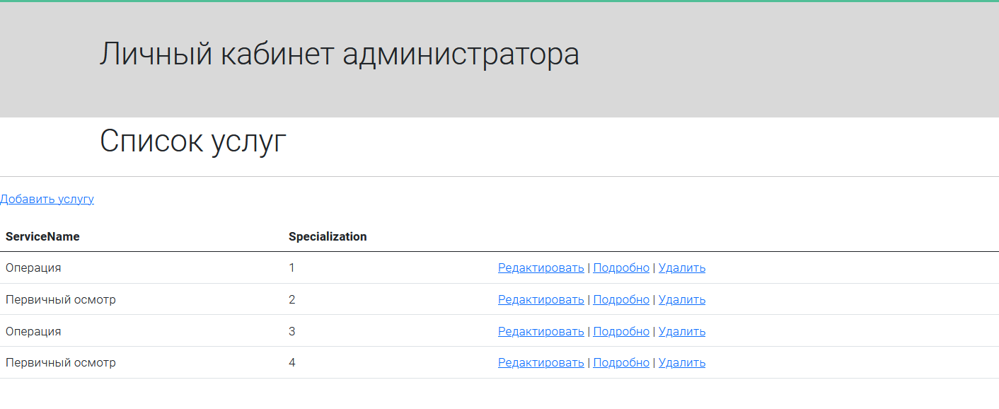 Личный кабинет администратора
Список услуг
Добавить услугу
ServiceName Specialization
Операция 1 Редактировать | Подробно | Удалить
Первичный осмотр 2 Редактировать | Подробно | Удалить
Операция 3 Редактировать | Подробно | Удалить
Первичный осмотр 4 Редактировать | Подробно | Удалить